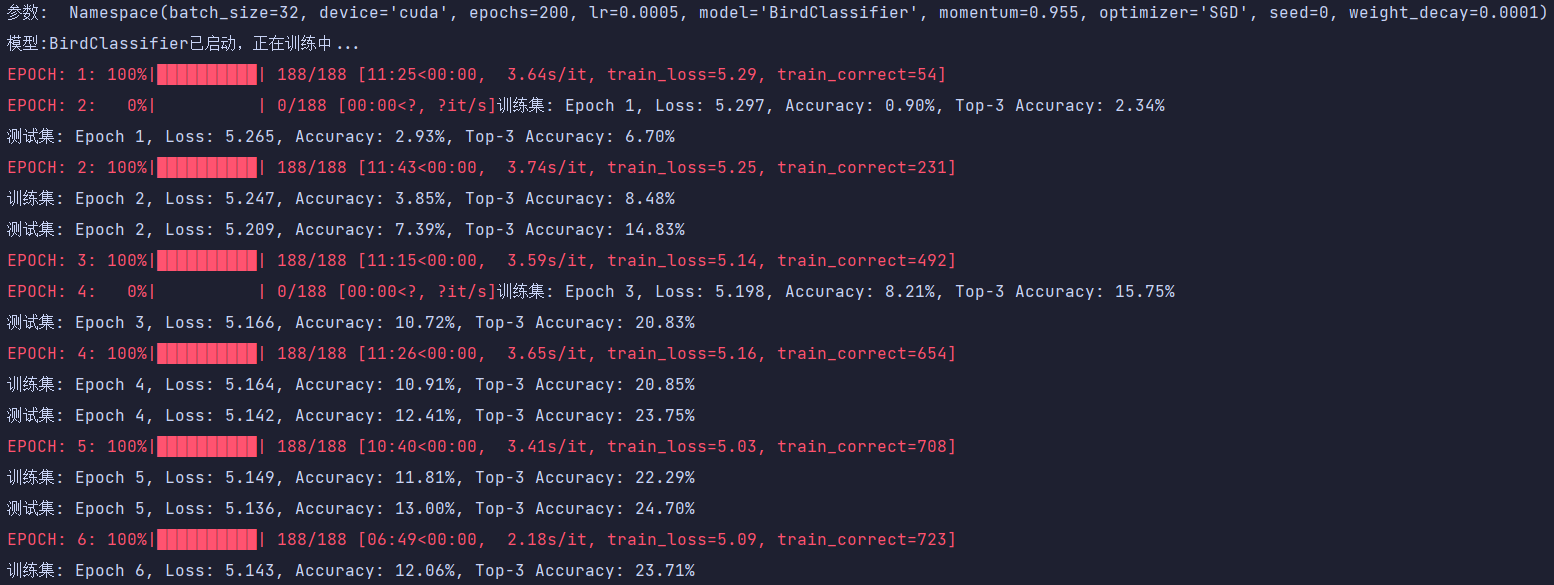 参数:  Namespace(batch_size=32, device='cuda', epochs=200, lr=0.0005, model='BirdClassifier', momentum=0.955, optimizer='SGD', seed=0, weight_decay=0.0001)
模型:BirdClassifier已启动，正在训练中...
EPOCH: 1: 100%|██████████| 188/188 [11:25<00:00,  3.64s/it, train_loss=5.29, train_correct=54]
EPOCH: 2:   0%|          | 0/188 [00:00<?, ?it/s]训练集: Epoch 1, Loss: 5.297, Accuracy: 0.90%, Top-3 Accuracy: 2.34%
测试集: Epoch 1, Loss: 5.265, Accuracy: 2.93%, Top-3 Accuracy: 6.70%
EPOCH: 2: 100%|██████████| 188/188 [11:43<00:00,  3.74s/it, train_loss=5.25, train_correct=231]
训练集: Epoch 2, Loss: 5.247, Accuracy: 3.85%, Top-3 Accuracy: 8.48%
测试集: Epoch 2, Loss: 5.209, Accuracy: 7.39%, Top-3 Accuracy: 14.83%
EPOCH: 3: 100%|██████████| 188/188 [11:15<00:00,  3.59s/it, train_loss=5.14, train_correct=492]
EPOCH: 4:   0%|          | 0/188 [00:00<?, ?it/s]训练集: Epoch 3, Loss: 5.198, Accuracy: 8.21%, Top-3 Accuracy: 15.75%
测试集: Epoch 3, Loss: 5.166, Accuracy: 10.72%, Top-3 Accuracy: 20.83%
EPOCH: 4: 100%|██████████| 188/188 [11:26<00:00,  3.65s/it, train_loss=5.16, train_correct=654]
训练集: Epoch 4, Loss: 5.164, Accuracy: 10.91%, Top-3 Accuracy: 20.85%
测试集: Epoch 4, Loss: 5.142, Accuracy: 12.41%, Top-3 Accuracy: 23.75%
EPOCH: 5: 100%|██████████| 188/188 [10:40<00:00,  3.41s/it, train_loss=5.03, train_correct=708]
训练集: Epoch 5, Loss: 5.149, Accuracy: 11.81%, Top-3 Accuracy: 22.29%
测试集: Epoch 5, Loss: 5.136, Accuracy: 13.00%, Top-3 Accuracy: 24.70%
EPOCH: 6: 100%|██████████| 188/188 [06:49<00:00,  2.18s/it, train_loss=5.09, train_correct=723]
训练集: Epoch 6, Loss: 5.143, Accuracy: 12.06%, Top-3 Accuracy: 23.71%